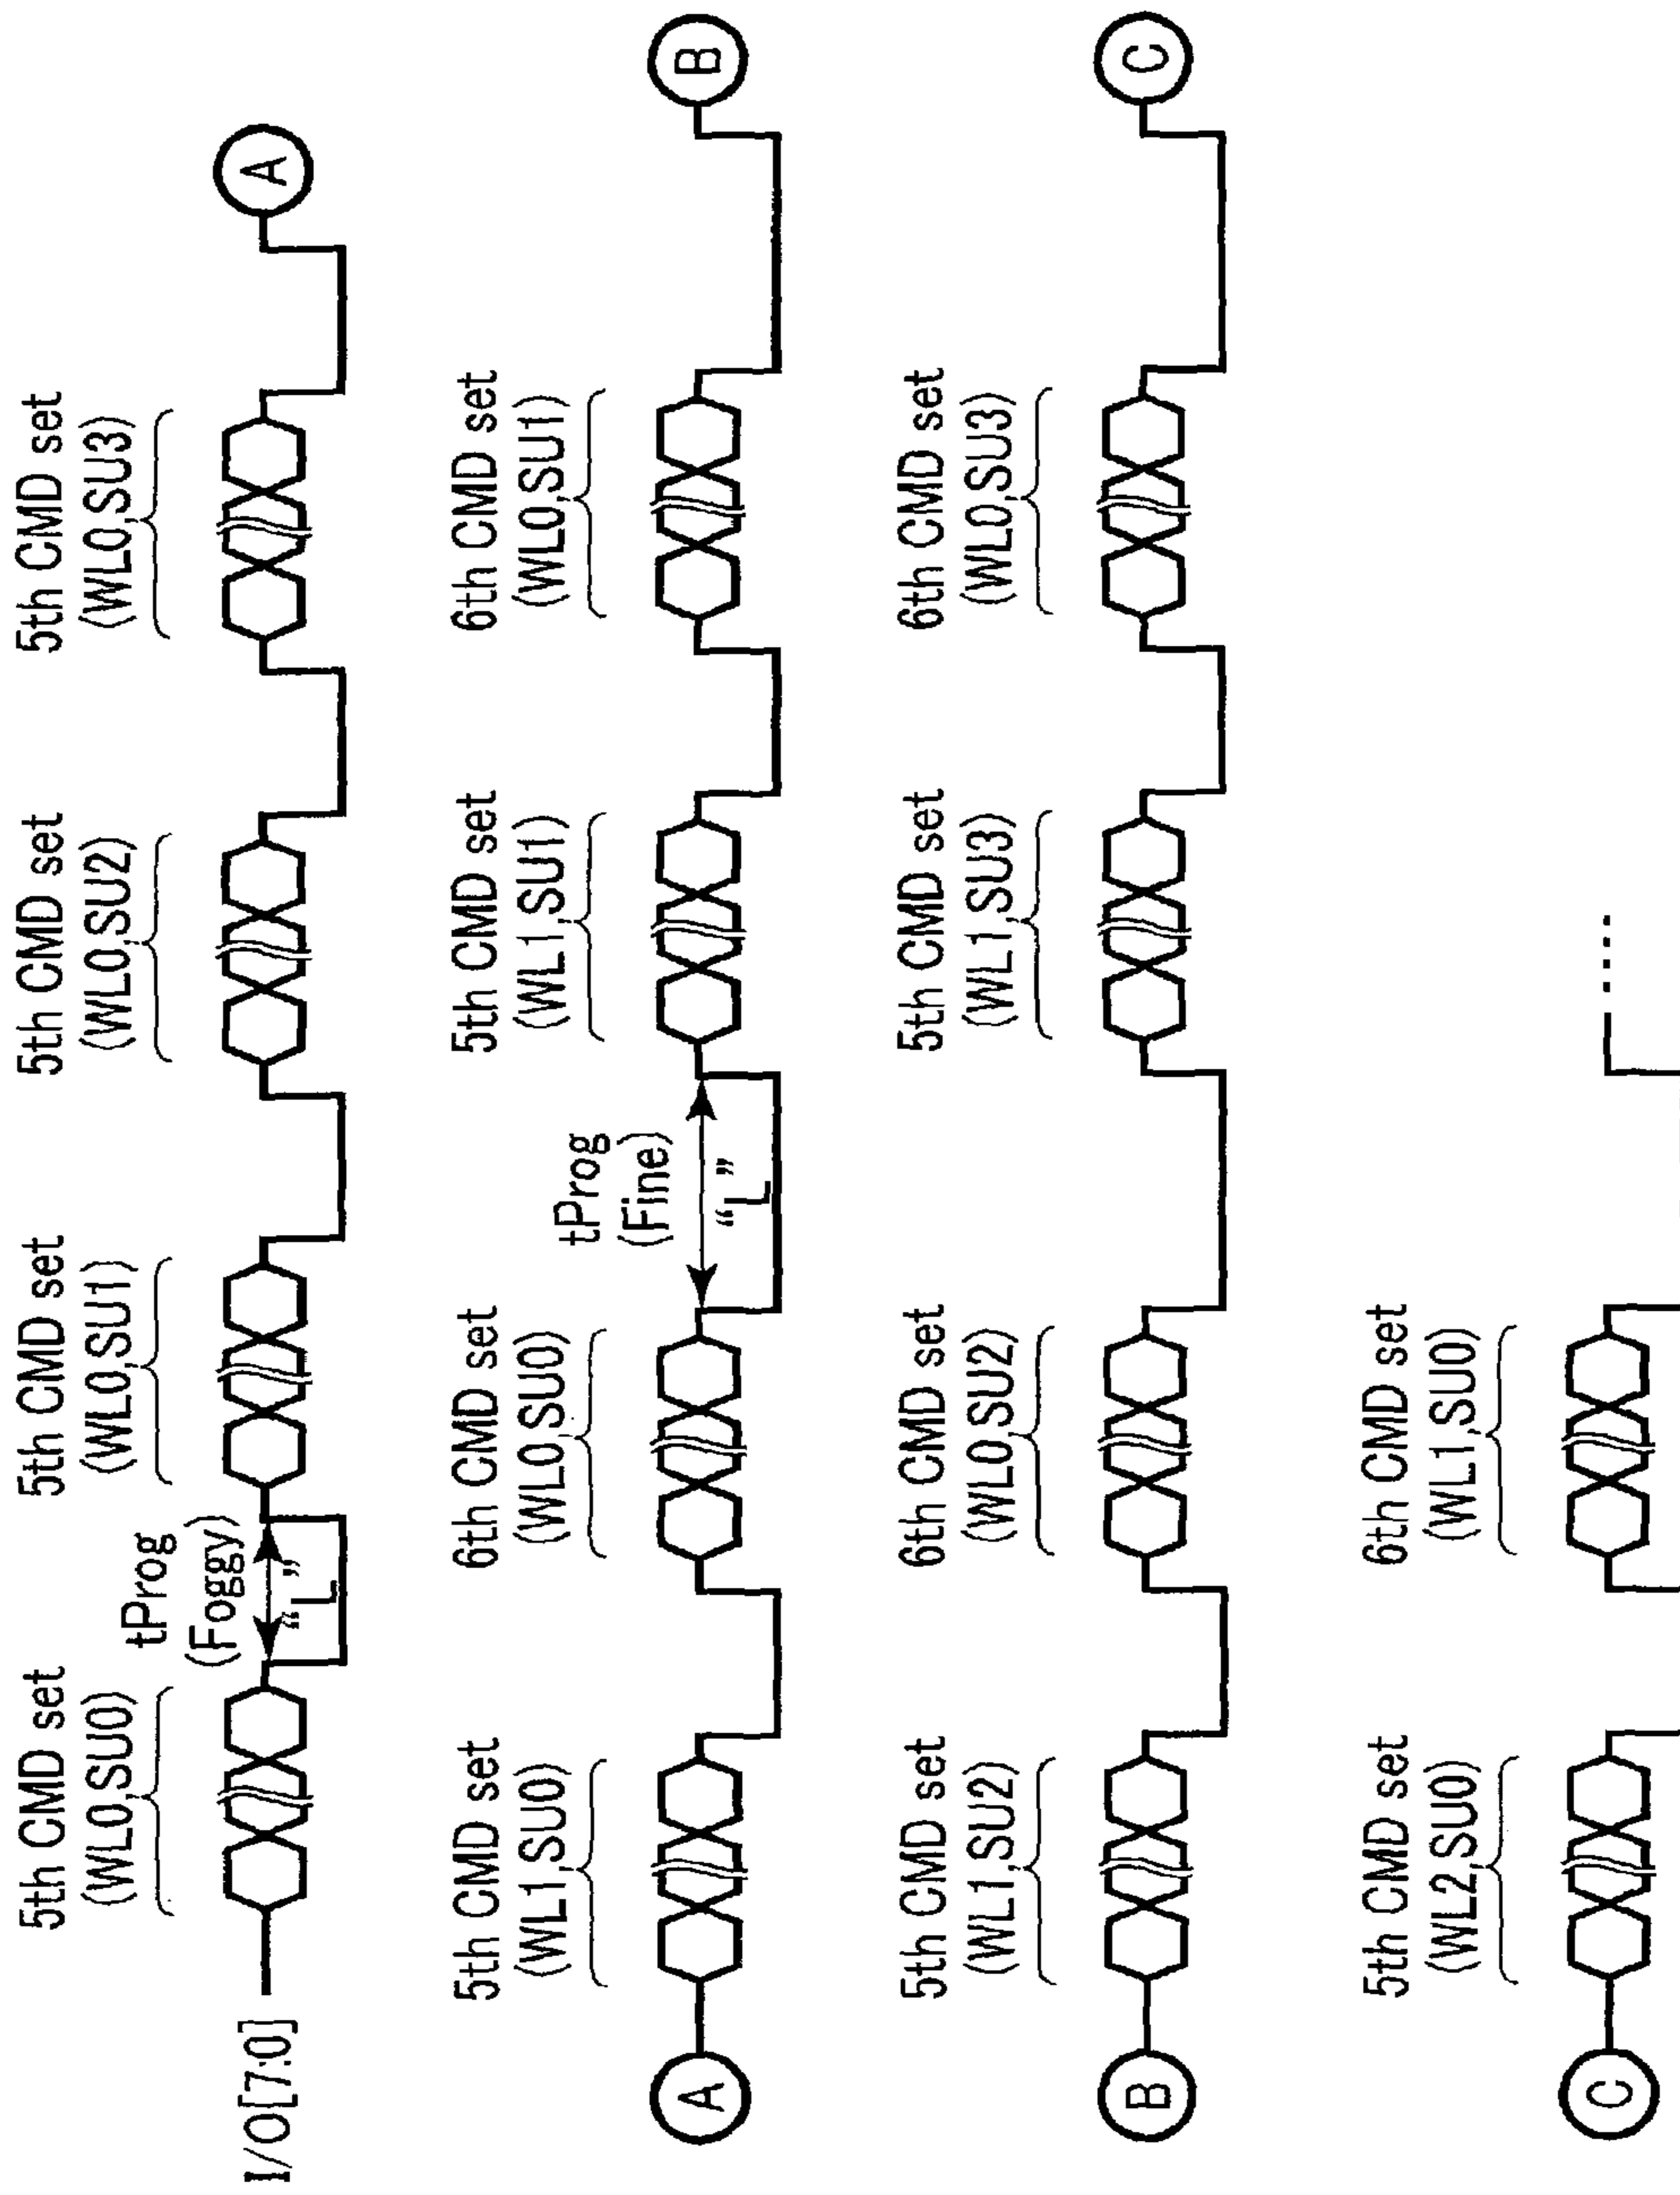 5th CMD set
(WL0,SU0)
tProg
(Foggy)
"L"
5th CMD set
(WL0,SU1)
5th CMD set
(WL0,SU2)
5th CMD set
(WL0,SU3)
I/O[7:0]
A
A
5th CMD set
(WL1,SU0)
6th CMD set
(WL0,SU0)
tProg
(Fine)
"L"
5th CMD set
(WL1,SU1)
6th CMD set
(WL0,SU1)
B
B
5th CMD set
(WL1,SU2)
6th CMD set
(WL0,SU2)
5th CMD set
(WL1,SU3)
6th CMD set
(WL0,SU3)
C
C
5th CMD set
(WL2,SU0)
6th CMD set
(WL1,SU0)